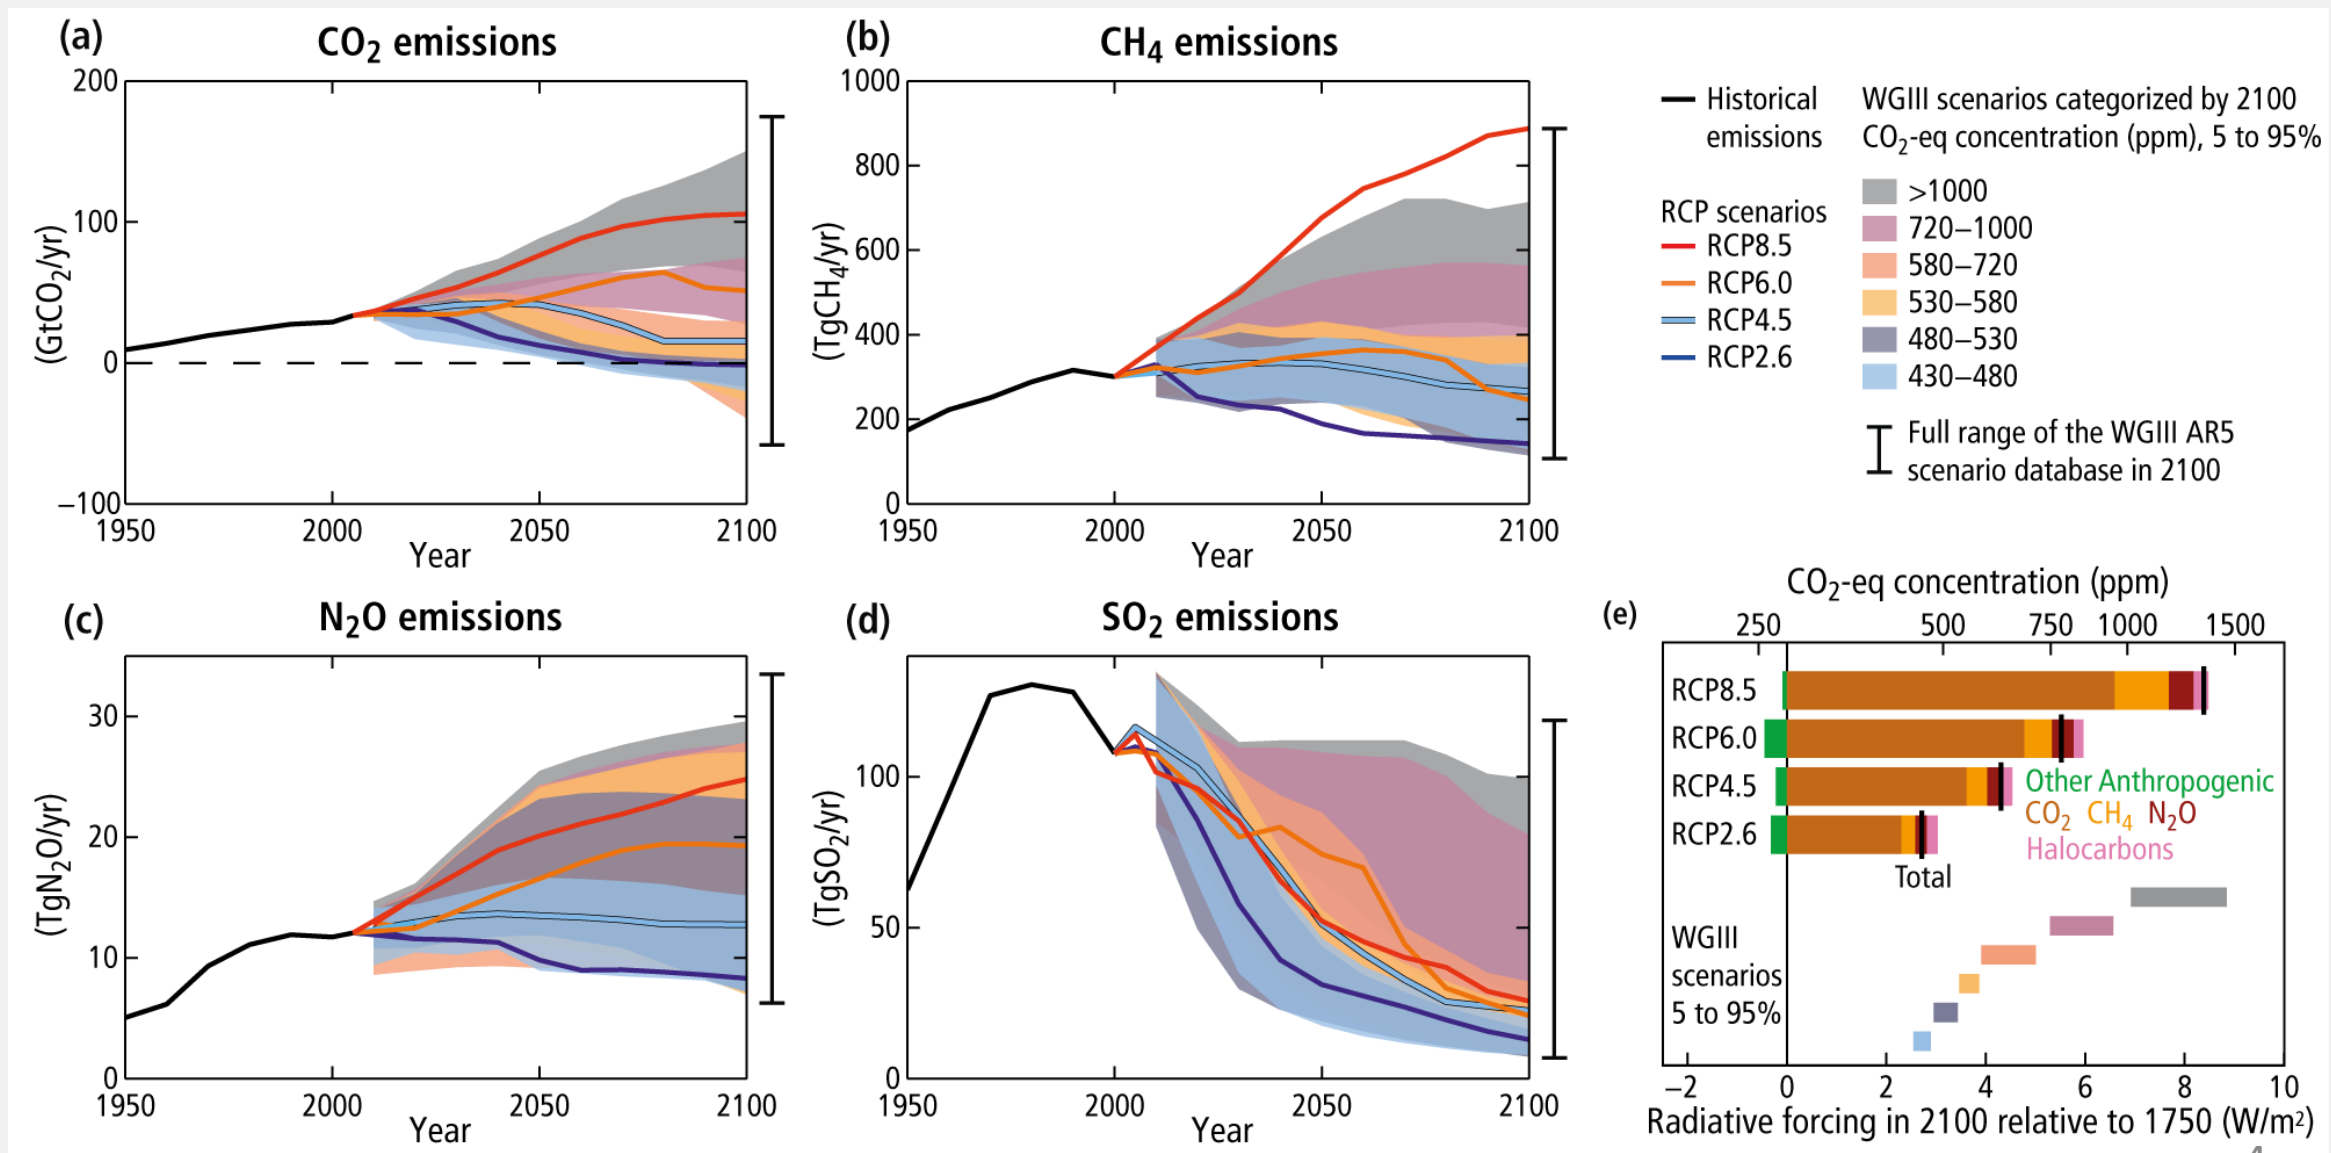 (a)
CO2 emissions
200
100
0
−100
(GtCO2/yr)
1950
2000
2050
2100
Year
(b)
CH4 emissions
1000
800
600
400
200
0
(TgCH4/yr)
1950
2000
2050
2100
Year
Historical
emissions
RCP scenarios
RCP8.5
RCP6.0
RCP4.5
RCP2.6
WGIII scenarios categorized by 2100
CO2-eq concentration (ppm), 5 to 95%
>1000
720−1000
580−720
530−580
480−530
430−480
Full range of the WGIII AR5
scenario database in 2100
(c)
N2O emissions
30
20
10
0
(TgN2O/yr)
1950
2000
2050
2100
Year
(d)
SO2 emissions
100
50
0
(TgSO2/yr)
1950
2000
2050
2100
Year
(e)
CO2-eq concentration (ppm)
250
500
750
1000
1500
RCP8.5
RCP6.0
RCP4.5
RCP2.6
Other Anthropogenic
CO2 CH4 N2O
Halocarbons
Total
WGIII
scenarios
5 to 95%
−2
0
2
4
6
8
10
Radiative forcing in 2100 relative to 1750 (W/m2)